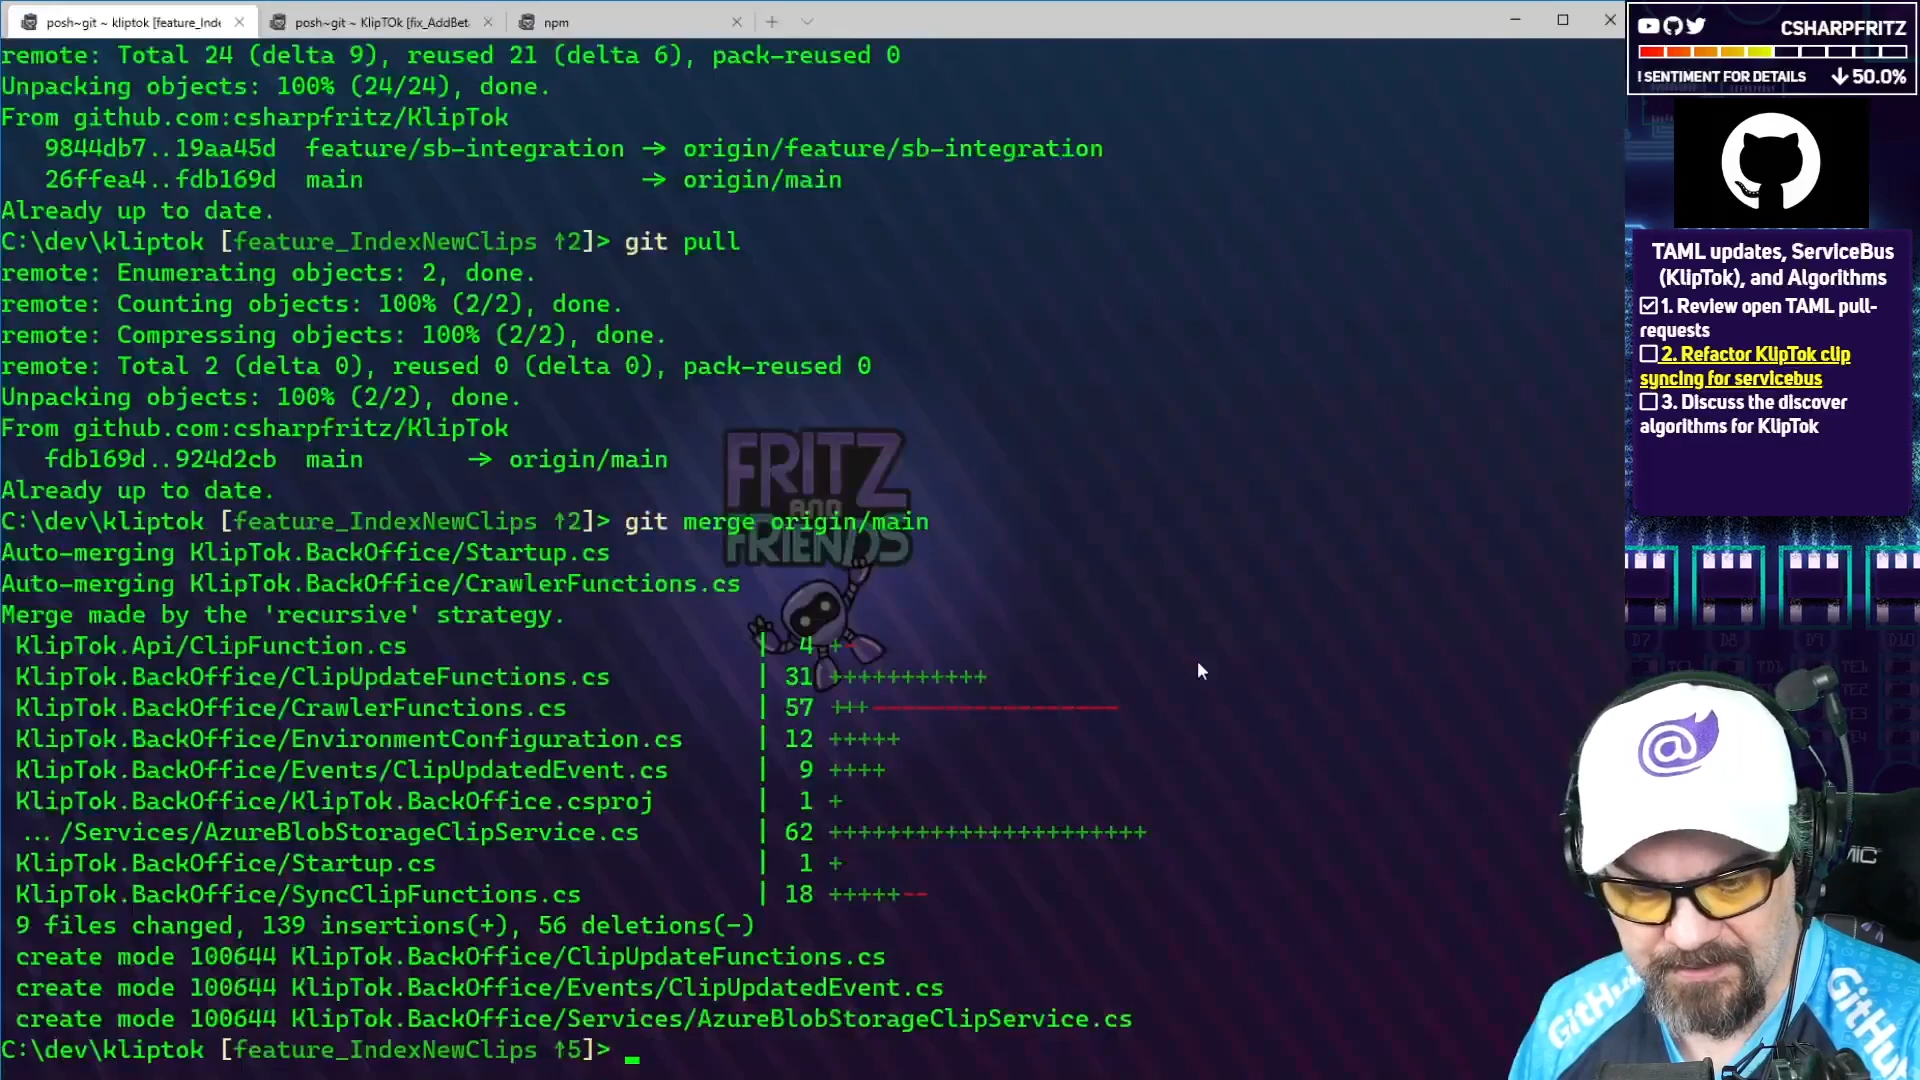 posh~git ~ kliptok [feature_Inde
posh~git ~ KlipTOk [fix_AddBet
npm
remote: Total 24 (delta 9), reused 21 (delta 6), pack-reused 0
Unpacking objects: 100% (24/24), done.
From github.com:csharpfritz/KlipTok
9844db7..19aa45d  feature/sb-integration -> origin/feature/sb-integration
26ffea4..fdb169d  main                   -> origin/main
Already up to date.
C:\dev\kliptok [feature_IndexNewClips ↑2]> git pull
remote: Enumerating objects: 2, done.
remote: Counting objects: 100% (2/2), done.
remote: Compressing objects: 100% (2/2), done.
remote: Total 2 (delta 0), reused 0 (delta 0), pack-reused 0
Unpacking objects: 100% (2/2), done.
From github.com:csharpfritz/KlipTok
fdb169d..924d2cb  main       -> origin/main
Already up to date.
C:\dev\kliptok [feature_IndexNewClips ↑2]> git merge origin/main
Auto-merging KlipTok.BackOffice/Startup.cs
Auto-merging KlipTok.BackOffice/CrawlerFunctions.cs
Merge made by the 'recursive' strategy.
KlipTok.Api/ClipFunction.cs | 4 +-
KlipTok.BackOffice/ClipUpdateFunctions.cs | 31 +++++++++++
KlipTok.BackOffice/CrawlerFunctions.cs | 57 +++-----------------
KlipTok.BackOffice/EnvironmentConfiguration.cs | 12 +++++
KlipTok.BackOffice/Events/ClipUpdatedEvent.cs | 9 ++++
KlipTok.BackOffice/KlipTok.BackOffice.csproj | 1 +
.../Services/AzureBlobStorageClipService.cs | 62 ++++++++++++++++++++++
KlipTok.BackOffice/Startup.cs | 1 +
KlipTok.BackOffice/SyncClipFunctions.cs | 18 +++++--
9 files changed, 139 insertions(+), 56 deletions(-)
create mode 100644 KlipTok.BackOffice/ClipUpdateFunctions.cs
create mode 100644 KlipTok.BackOffice/Events/ClipUpdatedEvent.cs
create mode 100644 KlipTok.BackOffice/Services/AzureBlobStorageClipService.cs
C:\dev\kliptok [feature_IndexNewClips ↑5]>
FRITZ
AND
FRIENDS
CSHARPFRITZ
! SENTIMENT FOR DETAILS ↓50.0%
TAML updates, ServiceBus
(KlipTok), and Algorithms
☑1. Review open TAML pull-
requests
☐2. Refactor KlipTok clip
syncing for servicebus
☐3. Discuss the discover
algorithms for KlipTok
D7 D8 D9 D10
@
GitHub
GitHu